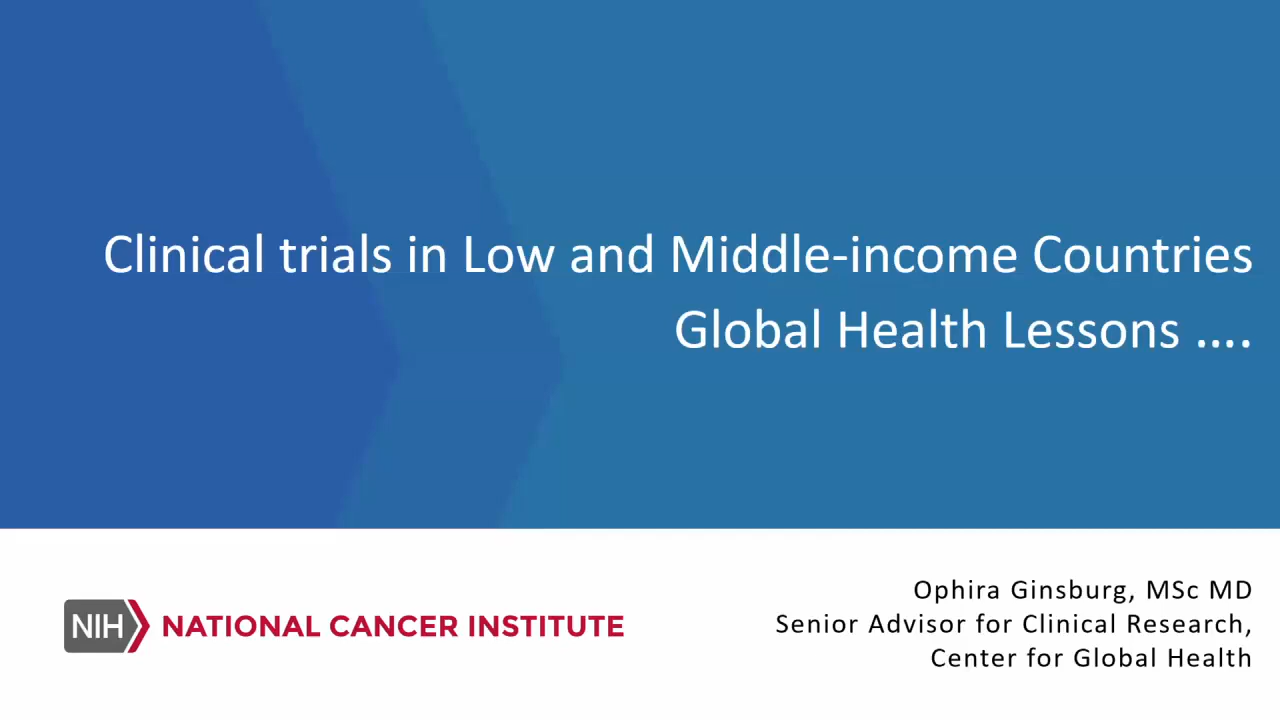 Clinical trials in Low and Middle-income Countries
Global Health Lessons ....
NIH NATIONAL CANCER INSTITUTE
Ophira Ginsburg, MSc MD
Senior Advisor for Clinical Research,
Center for Global Health